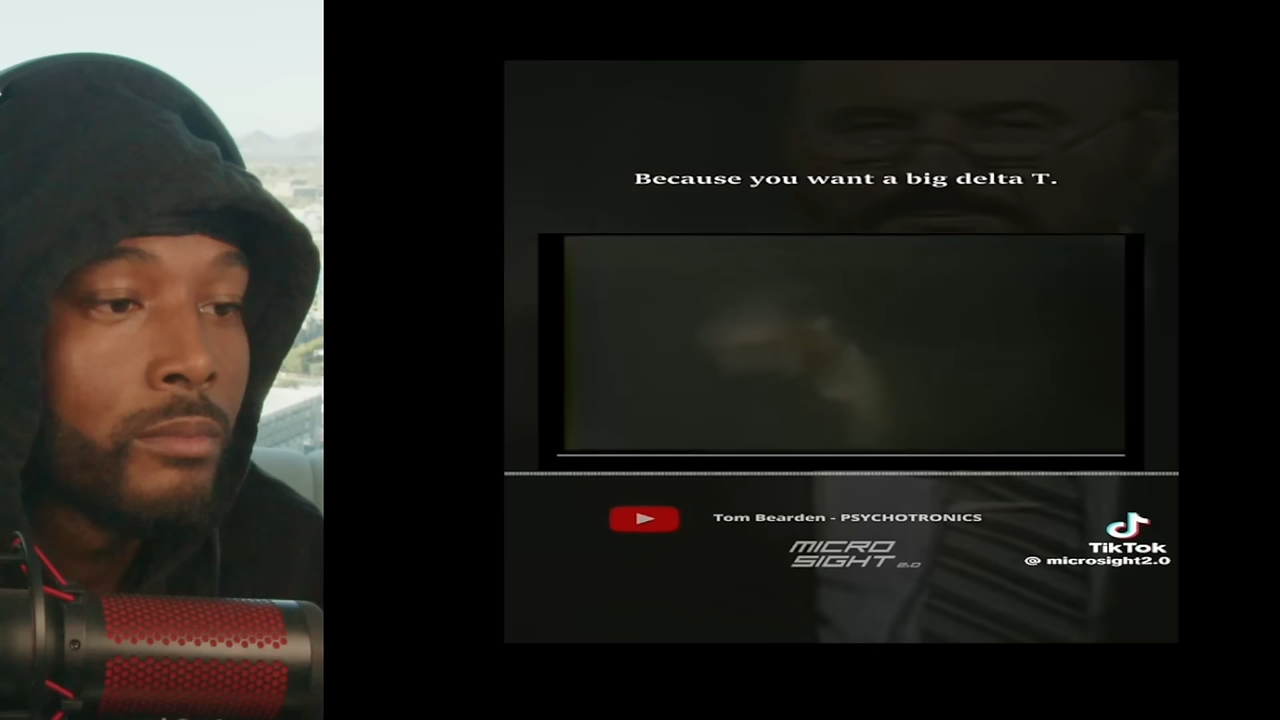 Because you want a big delta T.
Tom Bearden - PSYCHOTRONICS
MICRO
SIGHT 2.0
TikTok
@ microsight2.0